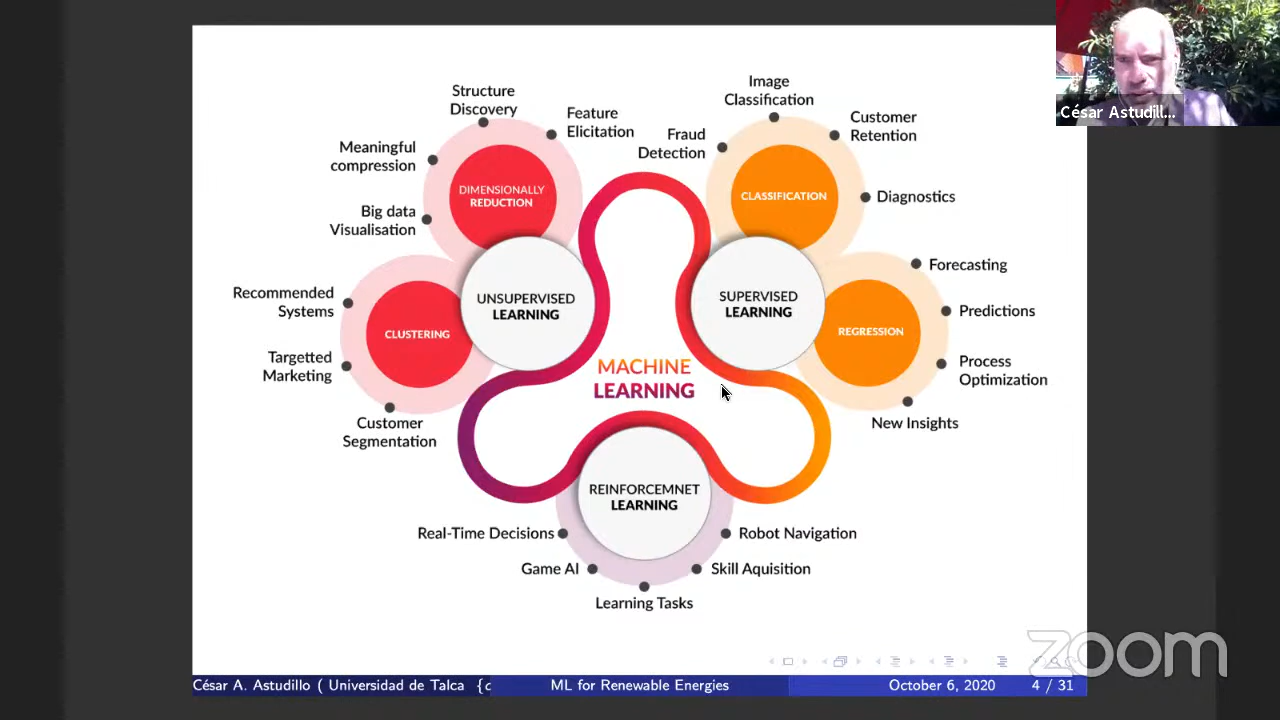 César Astudill...
Structure
Discovery
Feature
Elicitation
Meaningful
compression
Big data
Visualisation
DIMENSIONALLY
REDUCTION
Recommended
Systems
Targetted
Marketing
Customer
Segmentation
CLUSTERING
UNSUPERVISED
LEARNING
Image
Classification
Fraud
Detection
Customer
Retention
Diagnostics
CLASSIFICATION
SUPERVISED
LEARNING
Forecasting
Predictions
Process
Optimization
New Insights
REGRESSION
MACHINE
LEARNING
REINFORCEMNET
LEARNING
Real-Time Decisions
Game AI
Learning Tasks
Skill Aquisition
Robot Navigation
zoom
César A. Astudillo ( Universidad de Talca {c
ML for Renewable Energies
October 6, 2020
4 / 31